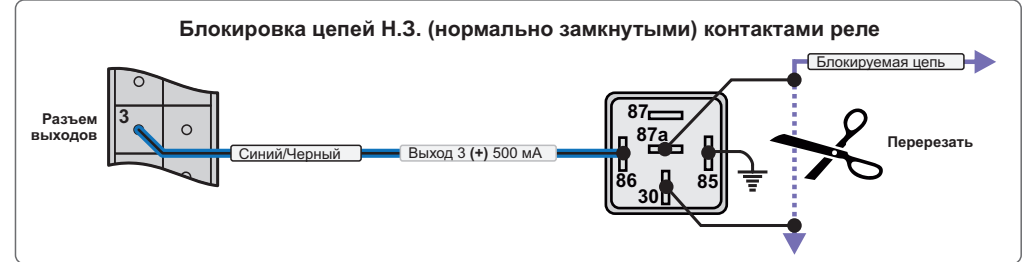 Блокировка цепей Н.З. (нормально замкнутыми) контактами реле
Блокируемая цепь
Разъем
выходов
3
Синий/Черный
Выход 3 (+) 500 мА
87
87a
86
85
30
Перерезать